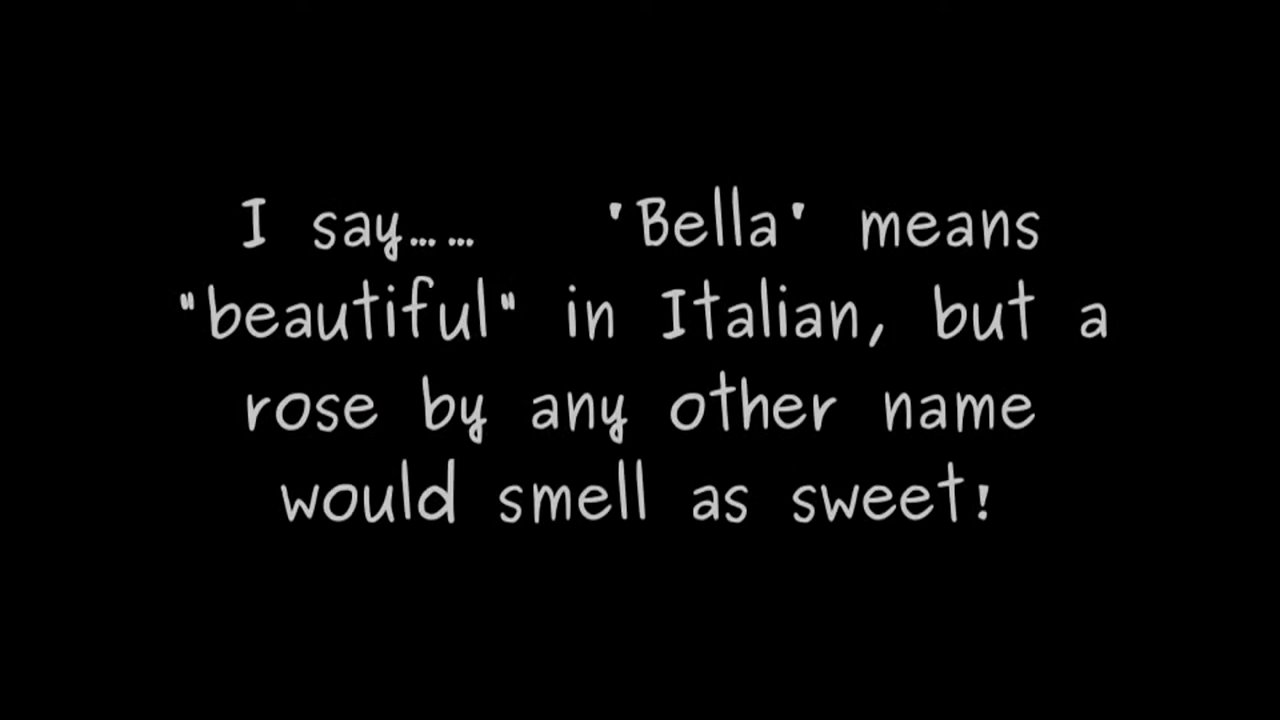 I say…… 'Bella' means
"beautiful" in Italian, but a
rose by any other name
would smell as sweet!